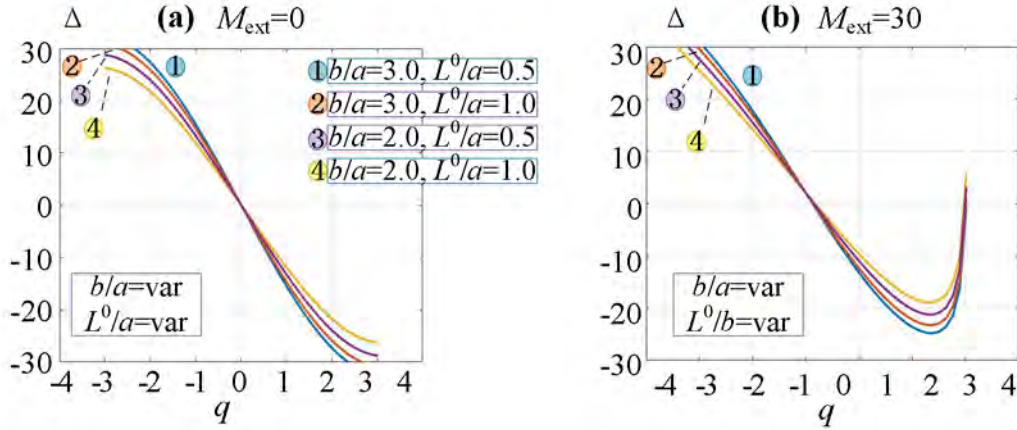 Δ (a) M_ext=0
30
20
10
0
-10
-20
-30
-4 -3 -2 -1 0 1 2 3 4
q
1
2
3
4
1 b/a=3.0, L⁰/a=0.5
2 b/a=3.0, L⁰/a=1.0
3 b/a=2.0, L⁰/a=0.5
4 b/a=2.0, L⁰/a=1.0
b/a=var
L⁰/a=var
Δ (b) M_ext=30
30
20
10
0
-10
-20
-30
-4 -3 -2 -1 0 1 2 3 4
q
1
2
3
4
b/a=var
L⁰/b=var